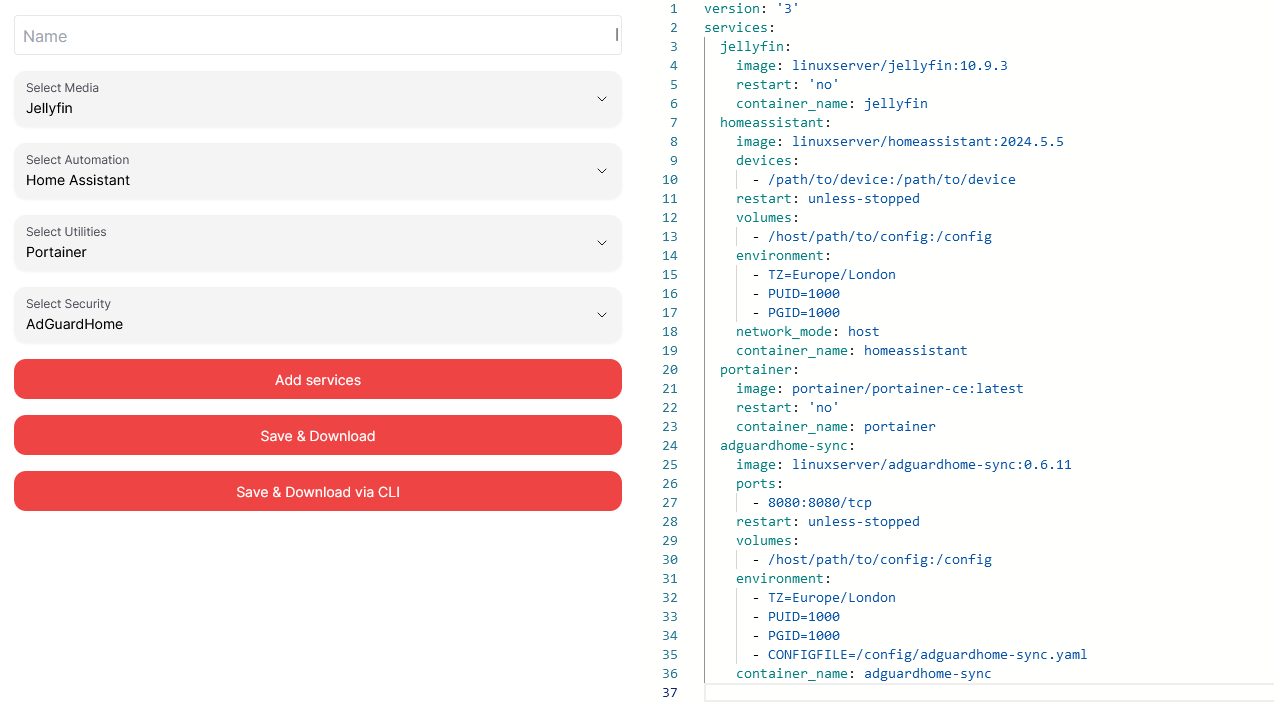 Name
Select Media
Jellyfin
Select Automation
Home Assistant
Select Utilities
Portainer
Select Security
AdGuardHome
Add services
Save & Download
Save & Download via CLI
1 version: '3'
2 services:
3 jellyfin:
4 image: linuxserver/jellyfin:10.9.3
5 restart: 'no'
6 container_name: jellyfin
7 homeassistant:
8 image: linuxserver/homeassistant:2024.5.5
9 devices:
10 - /path/to/device:/path/to/device
11 restart: unless-stopped
12 volumes:
13 - /host/path/to/config:/config
14 environment:
15 - TZ=Europe/London
16 - PUID=1000
17 - PGID=1000
18 network_mode: host
19 container_name: homeassistant
20 portainer:
21 image: portainer/portainer-ce:latest
22 restart: 'no'
23 container_name: portainer
24 adguardhome-sync:
25 image: linuxserver/adguardhome-sync:0.6.11
26 ports:
27 - 8080:8080/tcp
28 restart: unless-stopped
29 volumes:
30 - /host/path/to/config:/config
31 environment:
32 - TZ=Europe/London
33 - PUID=1000
34 - PGID=1000
35 - CONFIGFILE=/config/adguardhome-sync.yaml
36 container_name: adguardhome-sync
37